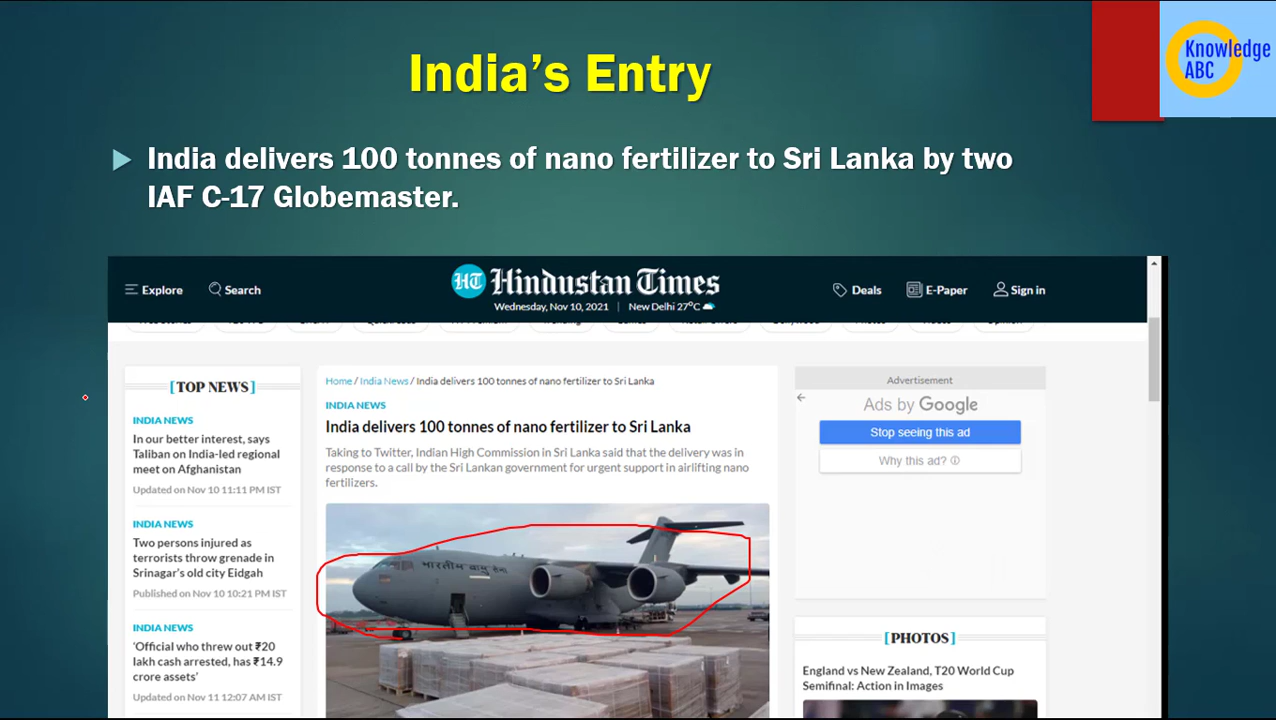 India's Entry
Knowledge
ABC
India delivers 100 tonnes of nano fertilizer to Sri Lanka by two
IAF C-17 Globemaster.
Explore
Search
HT Hindustan Times
Wednesday, Nov 10, 2021 | New Delhi 27°C
Deals
E-Paper
Sign in
[TOP NEWS]
INDIA NEWS
In our better interest, says
Taliban on India-led regional
meet on Afghanistan
Updated on Nov 10 11:11 PM IST
INDIA NEWS
Two persons injured as
terrorists throw grenade in
Srinagar's old city Eidgah
Published on Nov 10 10:21 PM IST
INDIA NEWS
'Official who threw out ₹20
lakh cash arrested, has ₹14.9
crore assets'
Updated on Nov 11 12:07 AM IST
Home / India News / India delivers 100 tonnes of nano fertilizer to Sri Lanka
INDIA NEWS
India delivers 100 tonnes of nano fertilizer to Sri Lanka
Taking to Twitter, Indian High Commission in Sri Lanka said that the delivery was in
response to a call by the Sri Lankan government for urgent support in airlifting nano
fertilizers.
भारतीय वायु सेना
Advertisement
Ads by Google
Stop seeing this ad
Why this ad?
[PHOTOS]
England vs New Zealand, T20 World Cup
Semifinal: Action in Images